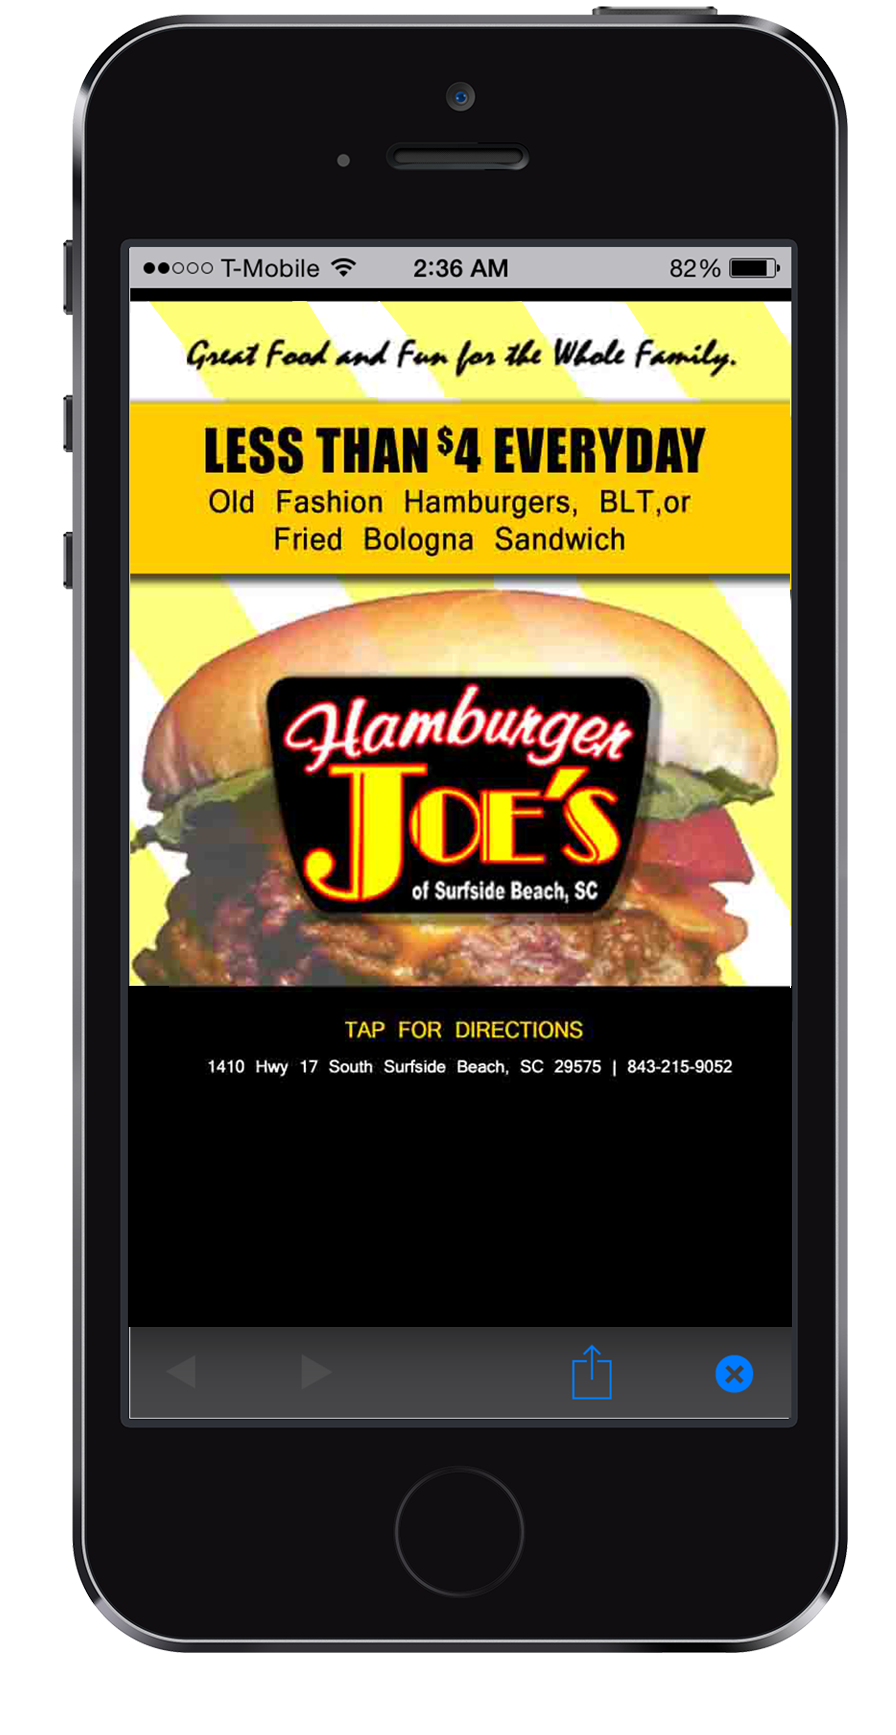 ●●○○○ T-Mobile 2:36 AM 82%
Great Food and Fun for the Whole Family.
LESS THAN $4 EVERYDAY
Old Fashion Hamburgers, BLT,or
Fried Bologna Sandwich
Hamburger
JOE'S
of Surfside Beach, SC
TAP FOR DIRECTIONS
1410 Hwy 17 South Surfside Beach, SC 29575 | 843-215-9052